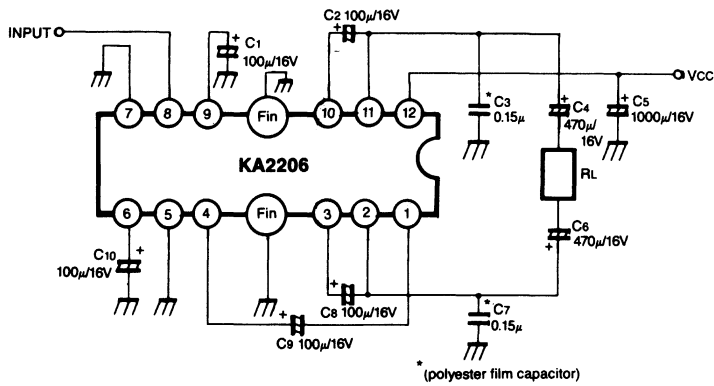 C2 100μ/16V
INPUT
+
+
C1
100μ/16V
+
-
VCC
7
8
9
Fin
10
11
12
*
C3
0.15μ
+
C4
470μ/
16V
+
C5
1000μ/16V
KA2206
RL
6
5
4
Fin
3
2
1
C10
+
100μ/16V
C6
470μ/16V
+
+
C8 100μ/16V
*
C7
0.15μ
+
C9 100μ/16V
*(polyester film capacitor)